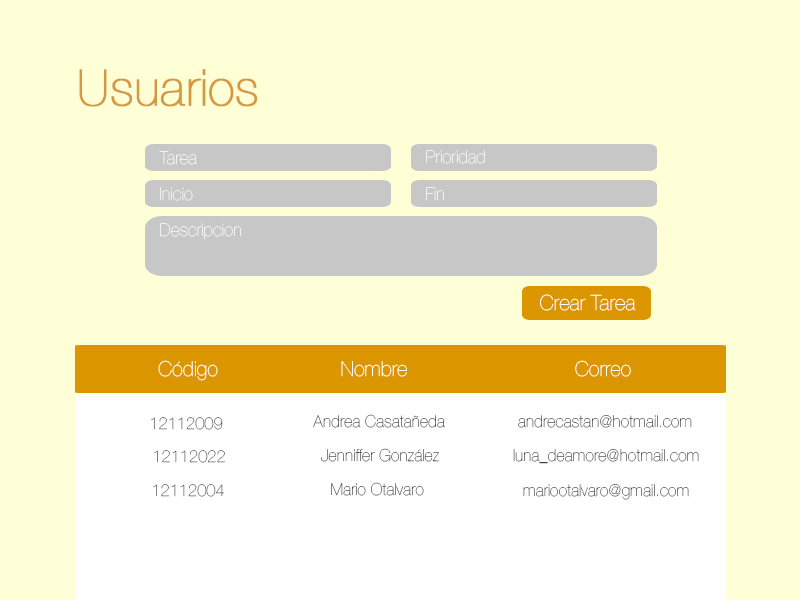 Usuarios
Tarea Prioridad
Inicio Fin
Descripcion
Crear Tarea
Código Nombre Correo
12112009 Andrea Casatañeda andrecastan@hotmail.com
12112022 Jenniffer González luna_deamore@hotmail.com
12112004 Mario Otalvaro mariootalvaro@gmail.com